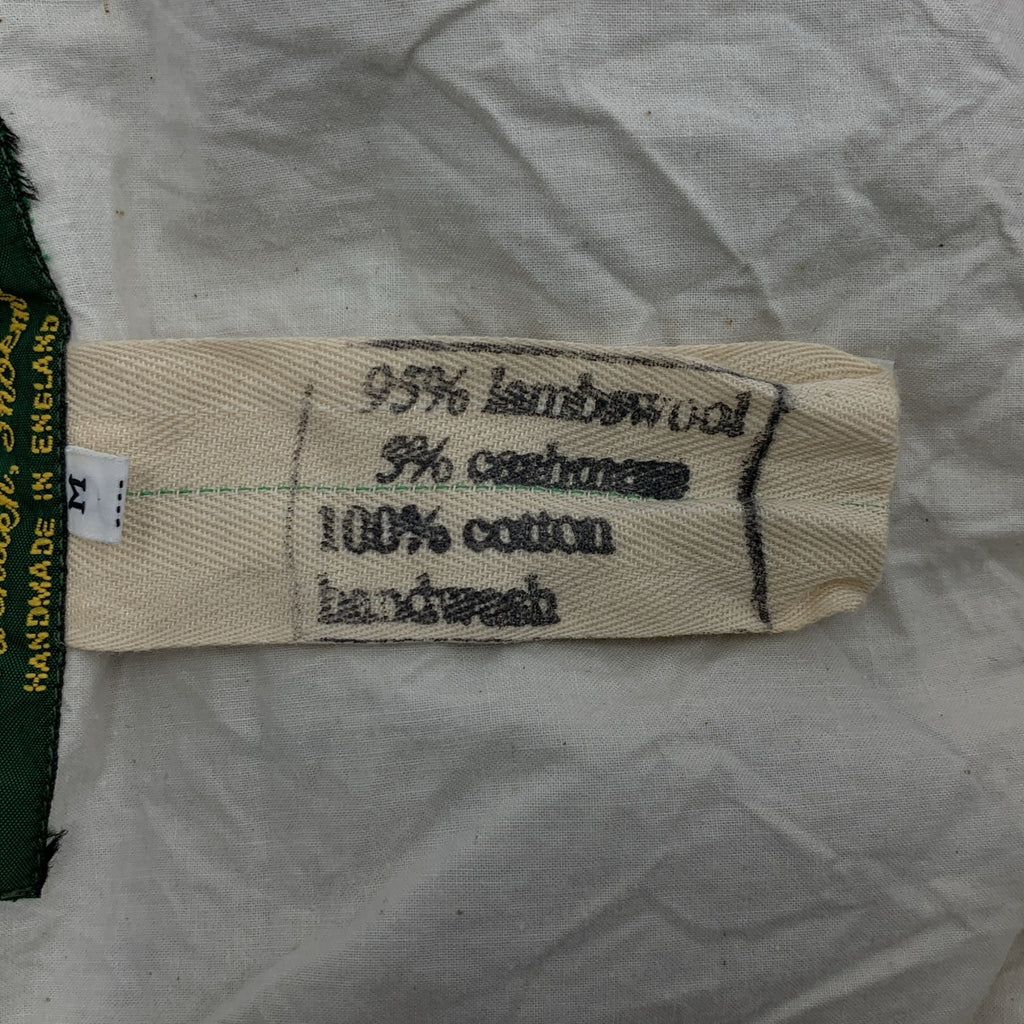 95% lambswool
5% cashmere
100% cotton
handwash
M
HANDMADE IN ENGLAND